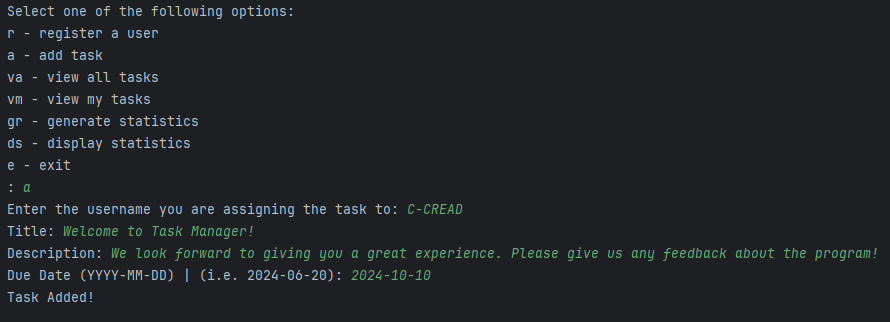 Select one of the following options:
r - register a user
a - add task
va - view all tasks
vm - view my tasks
gr - generate statistics
ds - display statistics
e - exit
: a
Enter the username you are assigning the task to: C-CREAD
Title: Welcome to Task Manager!
Description: We look forward to giving you a great experience. Please give us any feedback about the program!
Due Date (YYYY-MM-DD) | (i.e. 2024-06-20): 2024-10-10
Task Added!